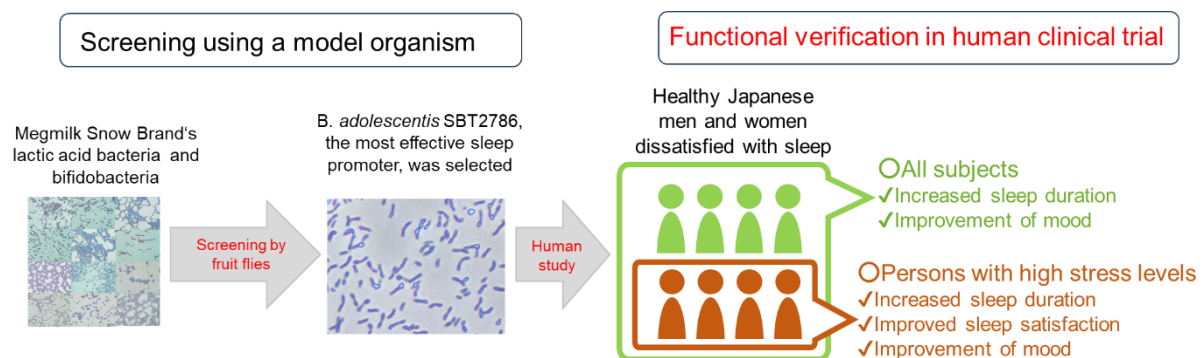 Screening using a model organism
Functional verification in human clinical trial
Megmilk Snow Brand‘s
lactic acid bacteria and
bifidobacteria
Screening by
fruit flies
B. adolescentis SBT2786,
the most effective sleep
promoter, was selected
Human
study
Healthy Japanese
men and women
dissatisfied with sleep
○All subjects
✓Increased sleep duration
✓Improvement of mood
○Persons with high stress levels
✓Increased sleep duration
✓Improved sleep satisfaction
✓Improvement of mood